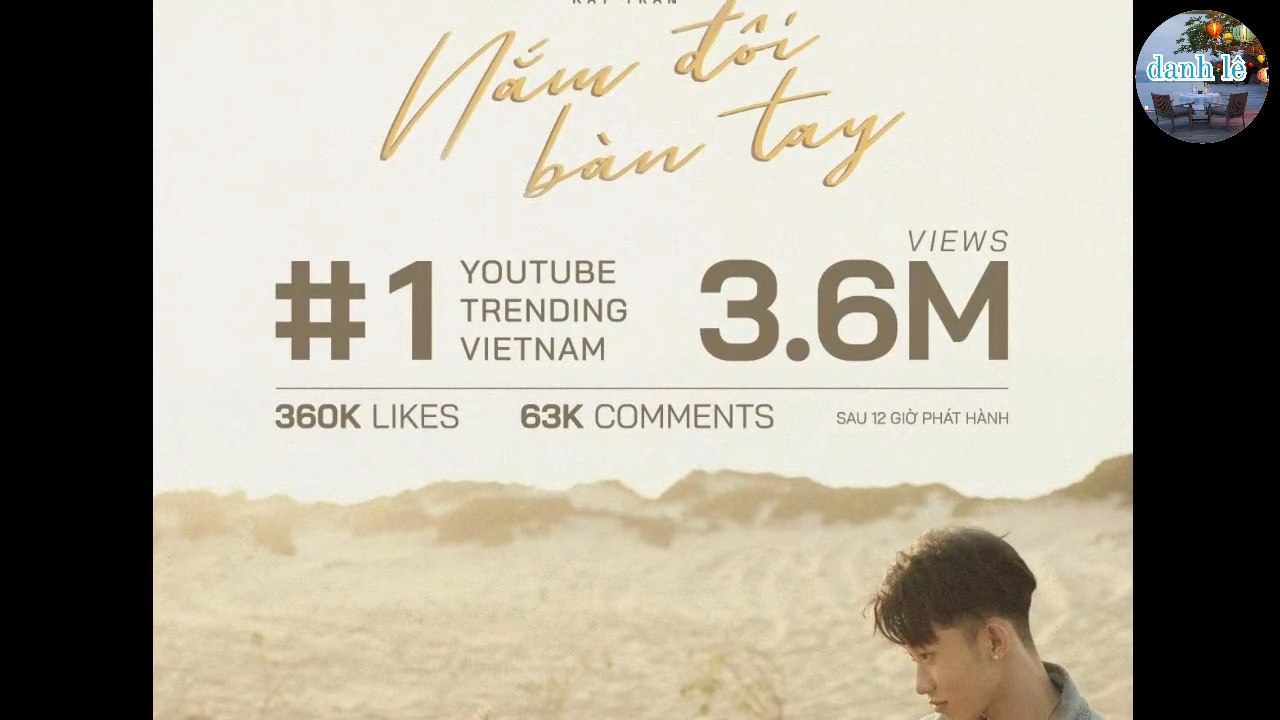 Nắm đôi
bàn tay
#1 YOUTUBE
TRENDING
VIETNAM
VIEWS
3.6M
360K LIKES
63K COMMENTS
SAU 12 GIỜ PHÁT HÀNH
danh lê